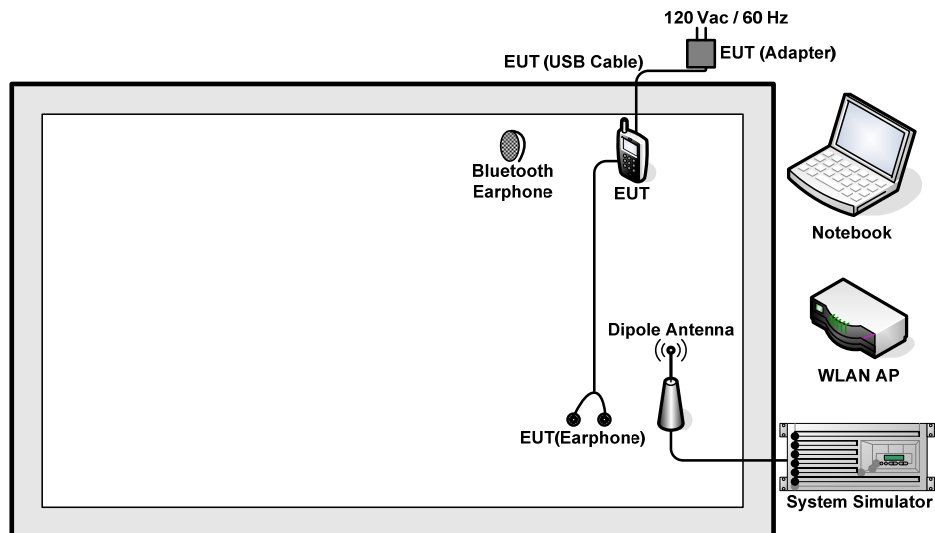 120 Vac / 60 Hz
EUT (USB Cable)
EUT (Adapter)
Bluetooth
Earphone
EUT
Notebook
Dipole Antenna
WLAN AP
EUT(Earphone)
System Simulator